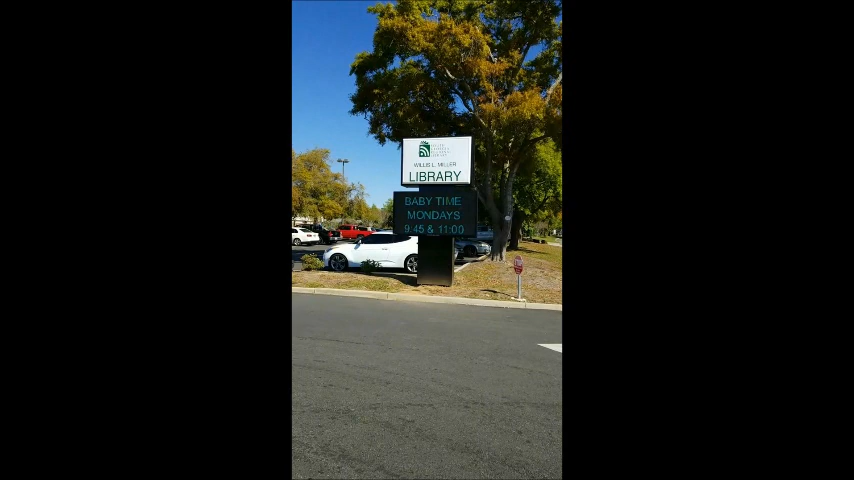 WILLIS L. MILLER
LIBRARY
BABY TIME
MONDAYS
9:45 & 11:00